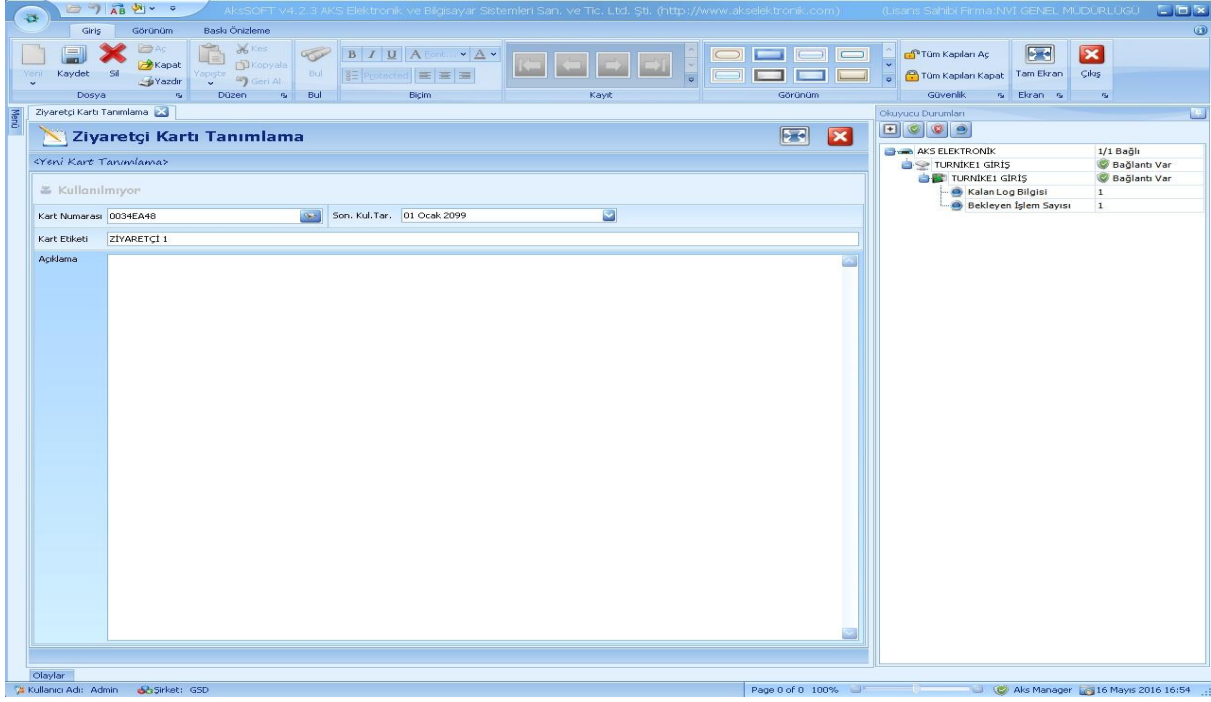 AksSOFT v4.2.3 AKS Elektronik ve Bilgisayar Sistemleri San. ve Tic. Ltd. Şti. (http://www.akselektronik.com) (Lisans Sahibi Firma:NVI GENEL MÜDÜRLÜĞÜ
Giriş Görünüm Baskı Önizleme
Yeni Kaydet Sil Aç Kapat Yazdır
Yapıştır Kes Kopyala Geri Al
Bul
B I U A Font... A
Protected
Tüm Kapıları Aç
Tüm Kapıları Kapat
Tam Ekran Çıkış
Dosya Düzen Bul Biçim Kayıt Görünüm Güvenlik Ekran
Menü
Ziyaretçi Kartı Tanımlama
Ziyaretçi Kartı Tanımlama
<Yeni Kart Tanımlama>
Kullanılmıyor
Kart Numarası 0034EA48 Son. Kul.Tar. 01 Ocak 2099
Kart Etiketi ZİYARETÇİ 1
Açıklama
Okuyucu Durumları
AKS ELEKTRONİK 1/1 Bağlı
TURNİKE1 GİRİŞ Bağlantı Var
TURNİKE1 GİRİŞ Bağlantı Var
Kalan Log Bilgisi 1
Bekleyen İşlem Sayısı 1
Olaylar
Kullanıcı Adı: Admin Şirket: GSD Page 0 of 0 100% Aks Manager 16 Mayıs 2016 16:54